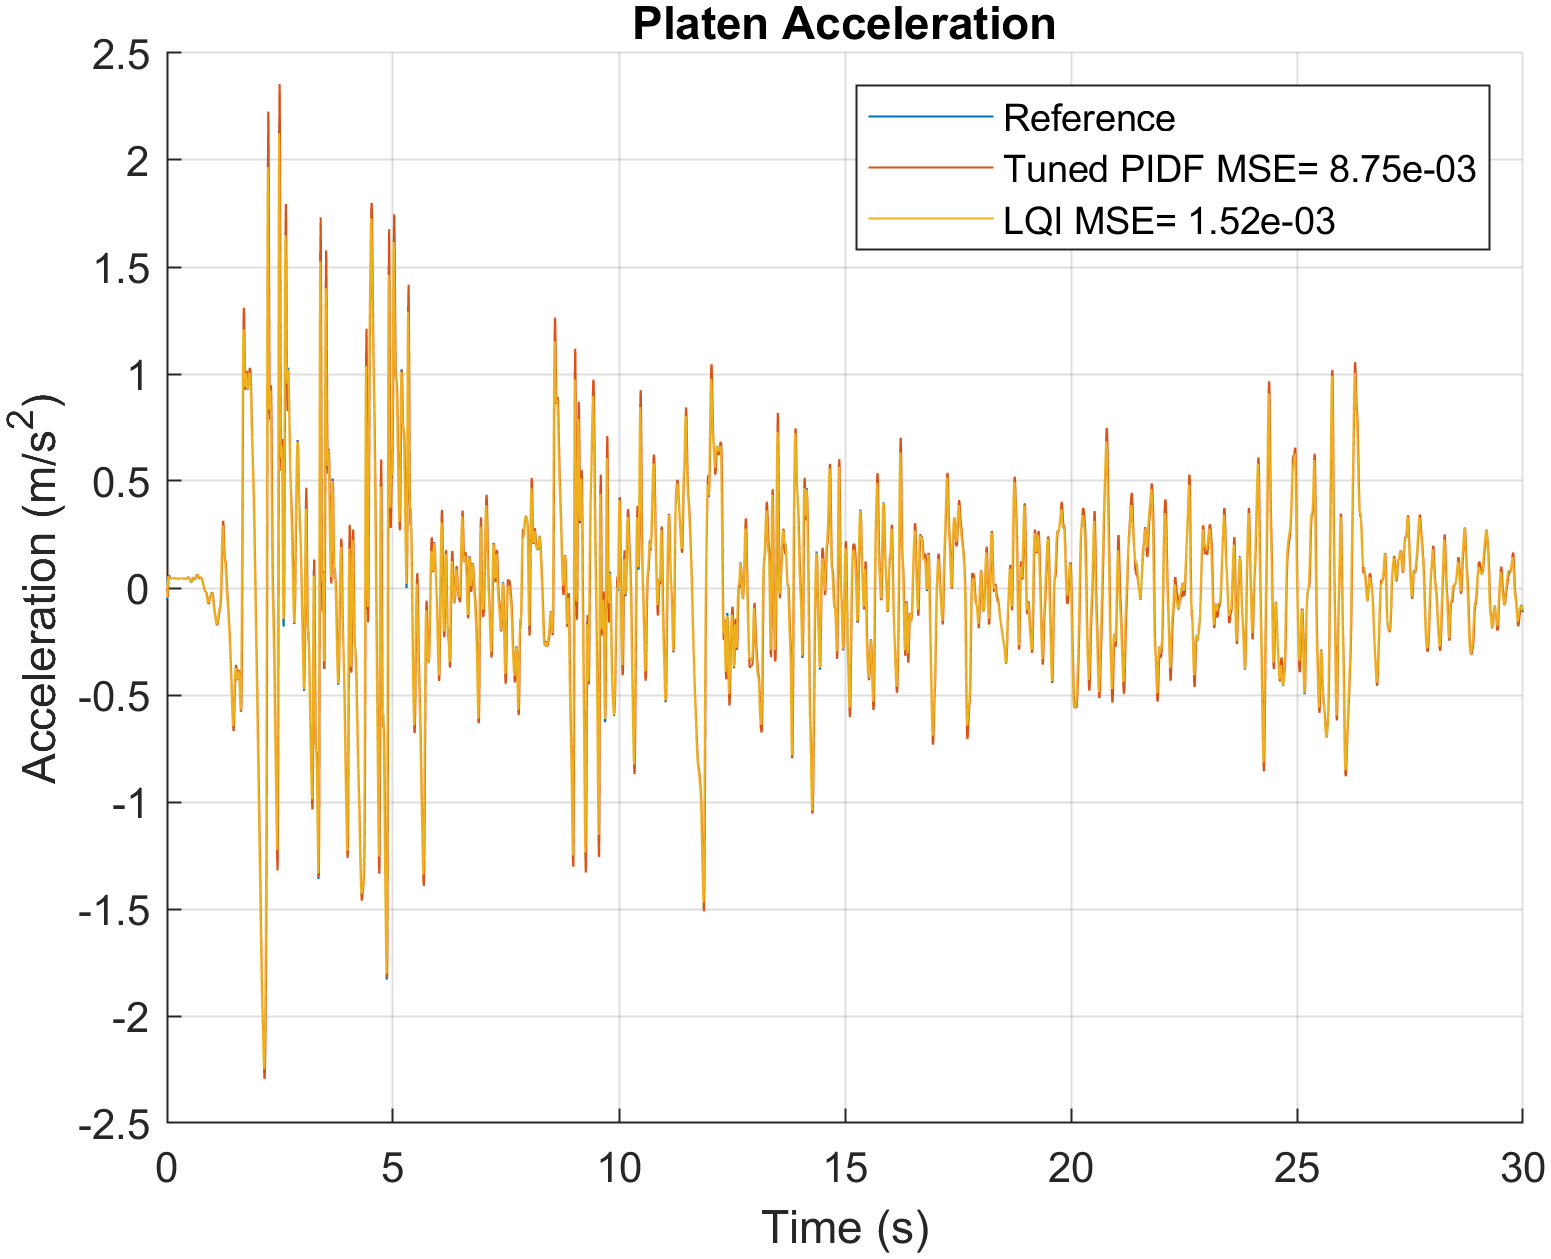 Platen Acceleration
2.5
2
1.5
1
0.5
0
-0.5
-1
-1.5
-2
-2.5
Acceleration (m/s²)
Reference
Tuned PIDF MSE= 8.75e-03
LQI MSE= 1.52e-03
0 5 10 15 20 25 30
Time (s)